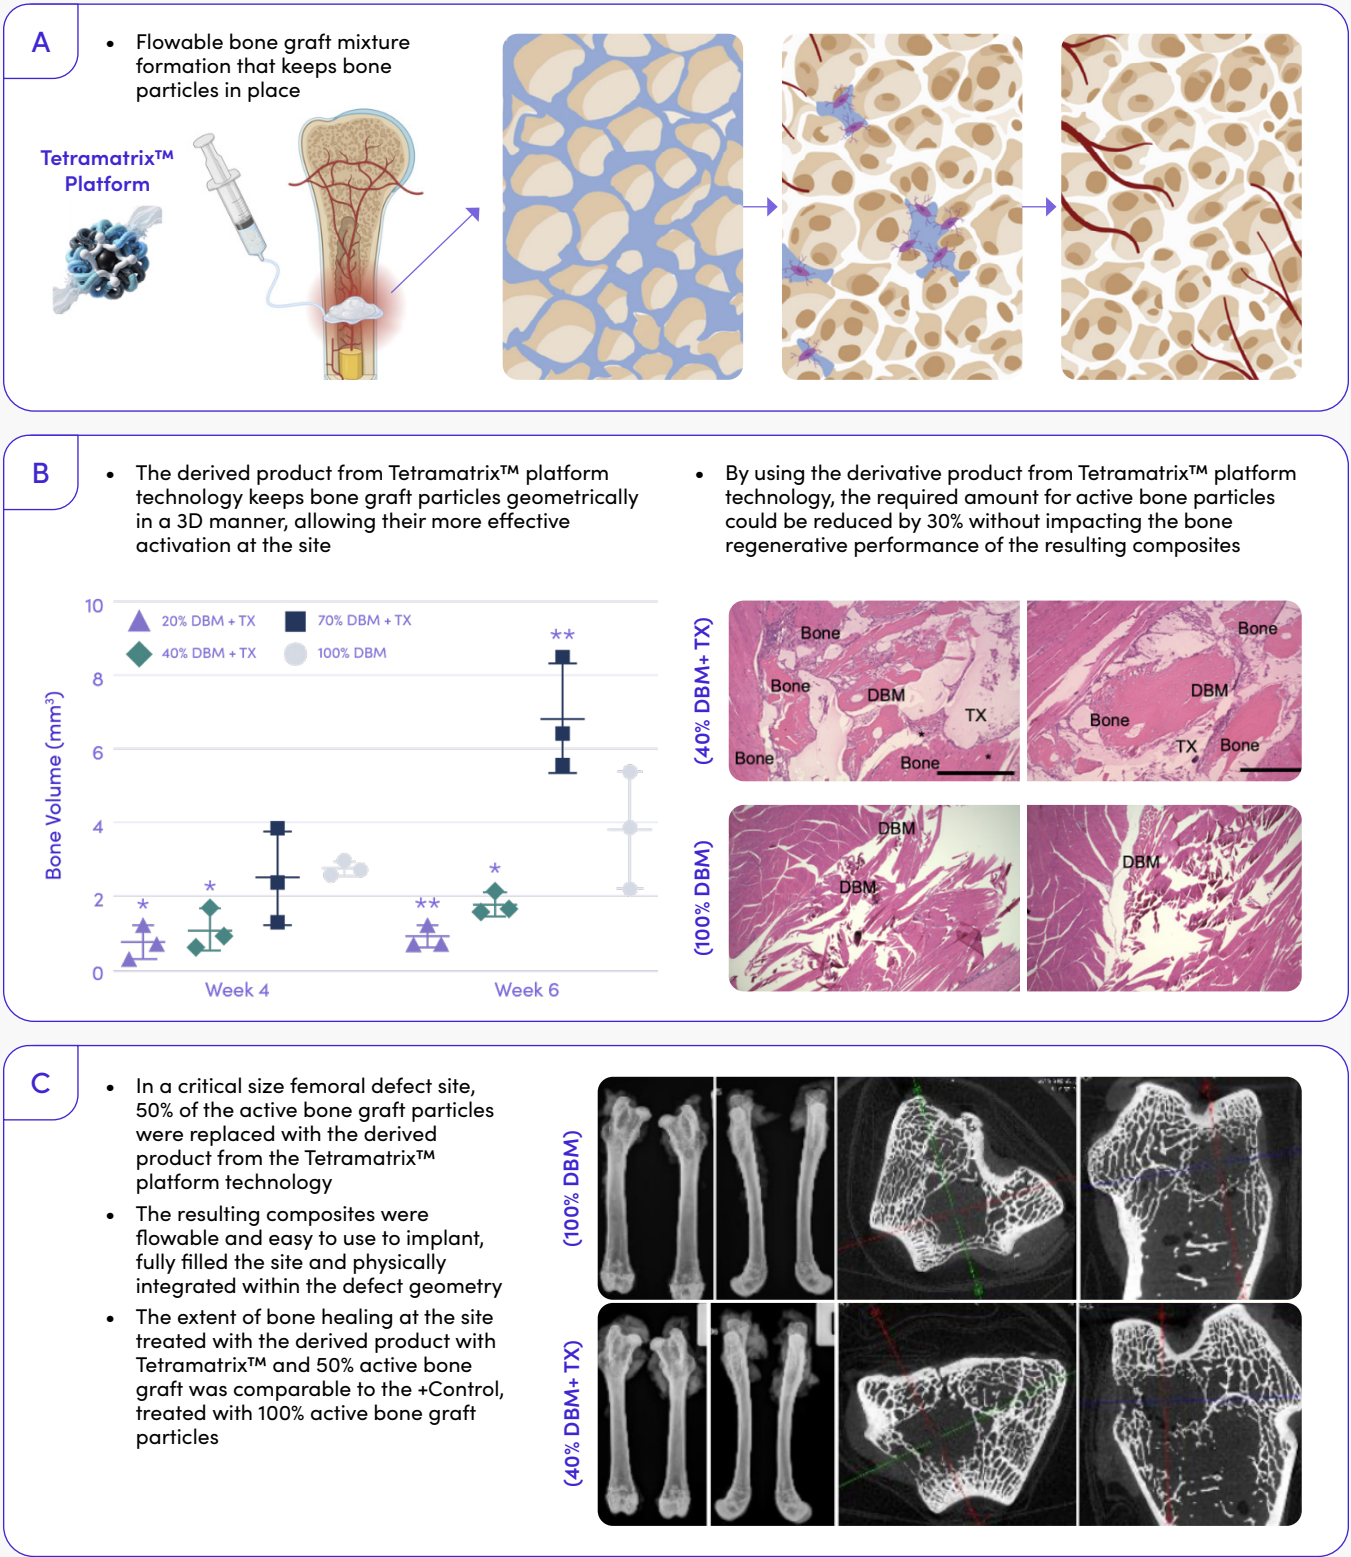 A
• Flowable bone graft mixture
formation that keeps bone
particles in place
Tetramatrix™
Platform
B
• The derived product from Tetramatrix™ platform
technology keeps bone graft particles geometrically
in a 3D manner, allowing their more effective
activation at the site
• By using the derivative product from Tetramatrix™ platform
technology, the required amount for active bone particles
could be reduced by 30% without impacting the bone
regenerative performance of the resulting composites
Bone Volume (mm³)
10
8
6
4
2
0
20% DBM + TX
70% DBM + TX
40% DBM + TX
100% DBM
*
*
**
*
**
Week 4
Week 6
(40% DBM+ TX)
Bone
Bone
DBM
TX
*
*
Bone
Bone
Bone
DBM
Bone
TX
Bone
(100% DBM)
DBM
DBM
DBM
C
• In a critical size femoral defect site,
50% of the active bone graft particles
were replaced with the derived
product from the Tetramatrix™
platform technology
• The resulting composites were
flowable and easy to use to implant,
fully filled the site and physically
integrated within the defect geometry
• The extent of bone healing at the site
treated with the derived product with
Tetramatrix™ and 50% active bone
graft was comparable to the +Control,
treated with 100% active bone graft
particles
(100% DBM)
(40% DBM+ TX)